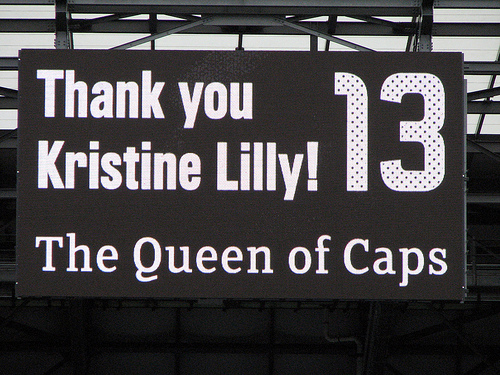 Thank you
Kristine Lilly!
13
The Queen of Caps